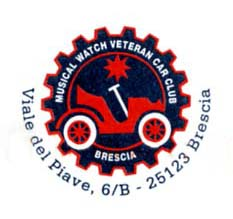 MUSICAL WATCH VETERAN CAR CLUB
BRESCIA
Viale del Piave, 6/B - 25123 Brescia